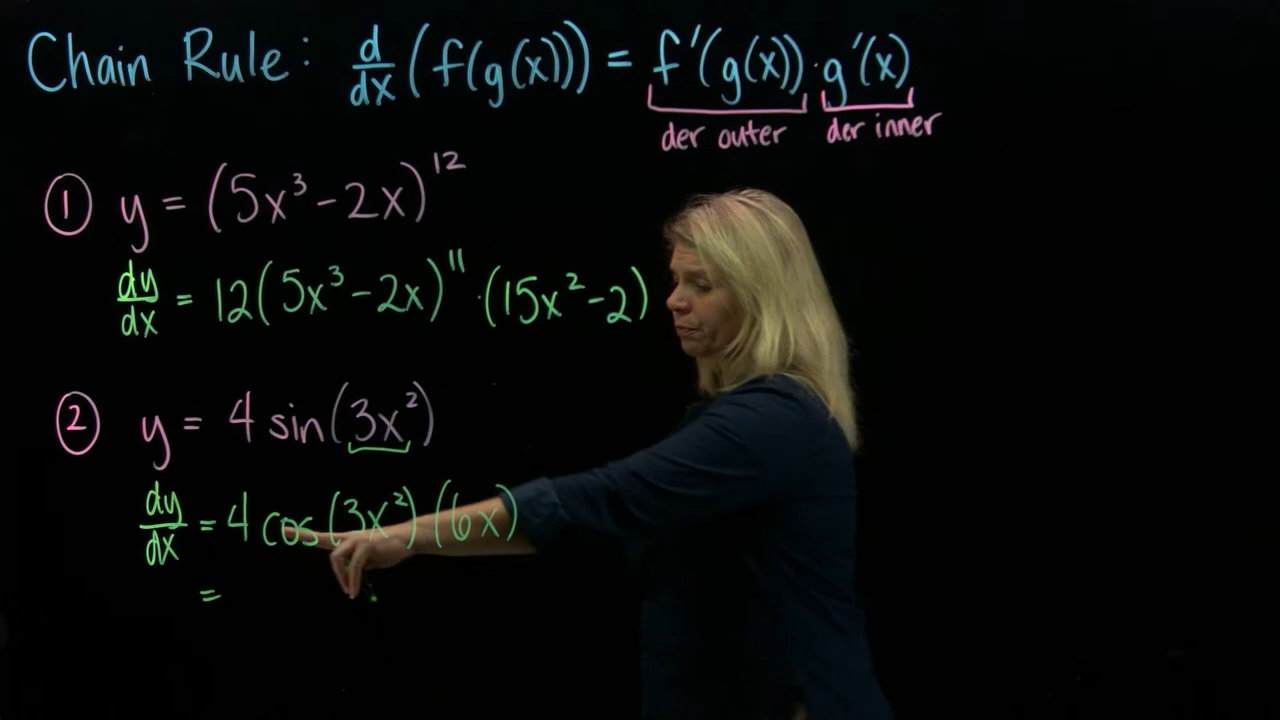 Chain Rule: d/dx (f(g(x))) = f'(g(x)) · g'(x)
der outer der inner
① y = (5x³ - 2x)¹²
dy/dx = 12(5x³ - 2x)¹¹ · (15x² - 2)
② y = 4 sin(3x²)
dy/dx = 4 cos(3x²)(6x)
=